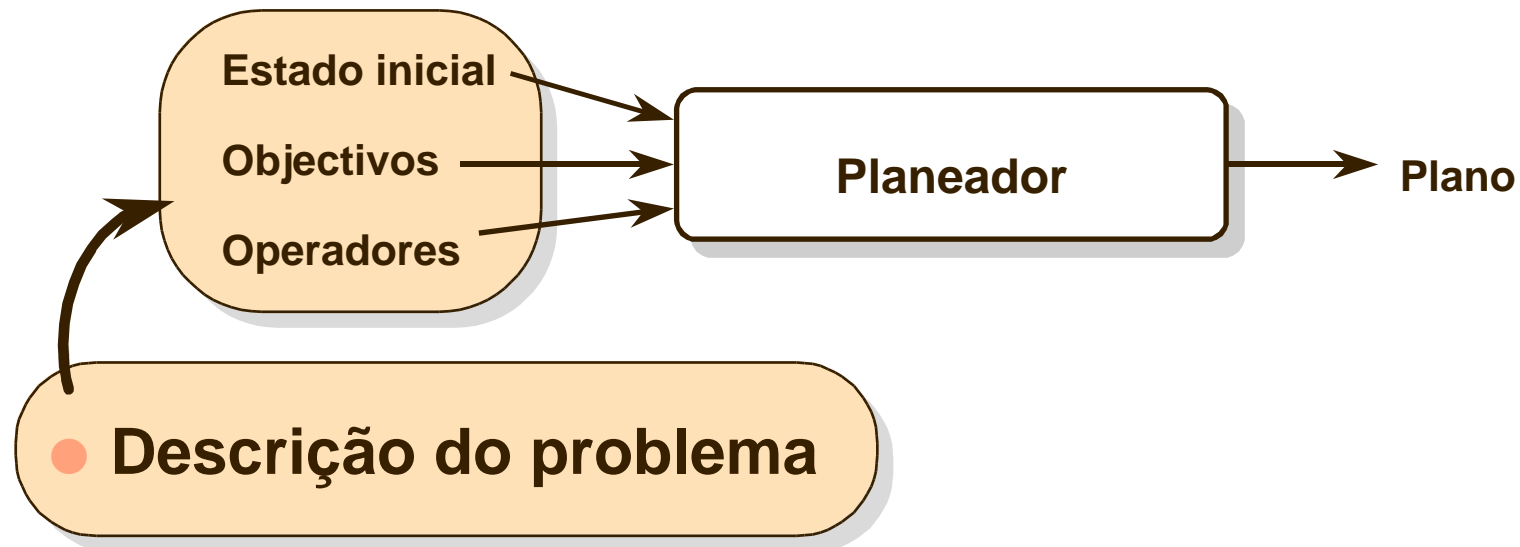 Estado inicial
Objectivos
Operadores
Planeador
Plano
Descrição do problema